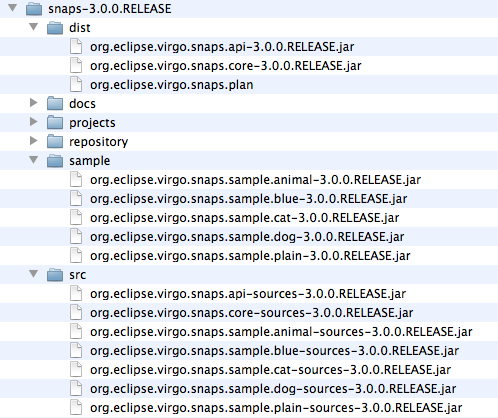 snaps-3.0.0.RELEASE
dist
org.eclipse.virgo.snaps.api-3.0.0.RELEASE.jar
org.eclipse.virgo.snaps.core-3.0.0.RELEASE.jar
org.eclipse.virgo.snaps.plan
docs
projects
repository
sample
org.eclipse.virgo.snaps.sample.animal-3.0.0.RELEASE.jar
org.eclipse.virgo.snaps.sample.blue-3.0.0.RELEASE.jar
org.eclipse.virgo.snaps.sample.cat-3.0.0.RELEASE.jar
org.eclipse.virgo.snaps.sample.dog-3.0.0.RELEASE.jar
org.eclipse.virgo.snaps.sample.plain-3.0.0.RELEASE.jar
src
org.eclipse.virgo.snaps.api-sources-3.0.0.RELEASE.jar
org.eclipse.virgo.snaps.core-sources-3.0.0.RELEASE.jar
org.eclipse.virgo.snaps.sample.animal-sources-3.0.0.RELEASE.jar
org.eclipse.virgo.snaps.sample.blue-sources-3.0.0.RELEASE.jar
org.eclipse.virgo.snaps.sample.cat-sources-3.0.0.RELEASE.jar
org.eclipse.virgo.snaps.sample.dog-sources-3.0.0.RELEASE.jar
org.eclipse.virgo.snaps.sample.plain-sources-3.0.0.RELEASE.jar